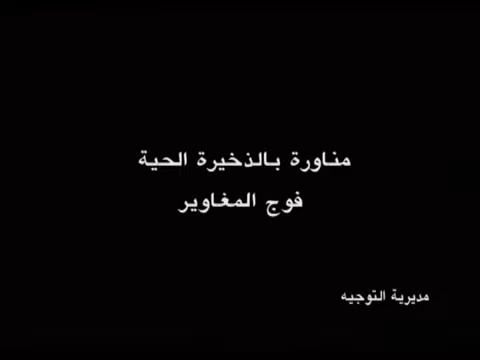 مناورة بالذخيرة الحية
فوج المغاوير
مديرية التوجيه